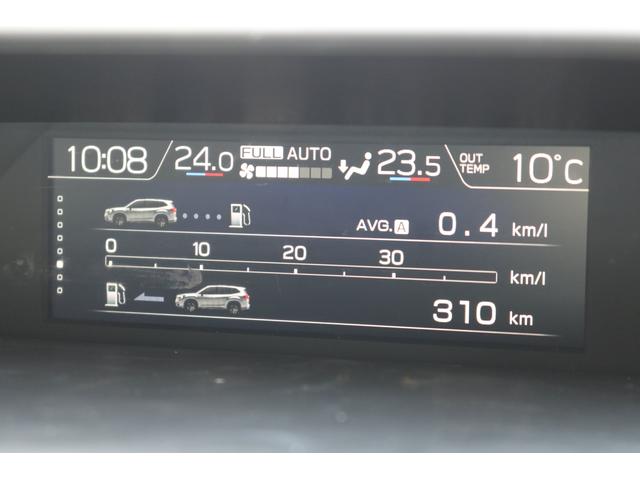 10:08 24.0 FULL AUTO 23.5 OUT TEMP 10°C
AVG. A 0.4 km/l
0 10 20 30 km/l
310 km